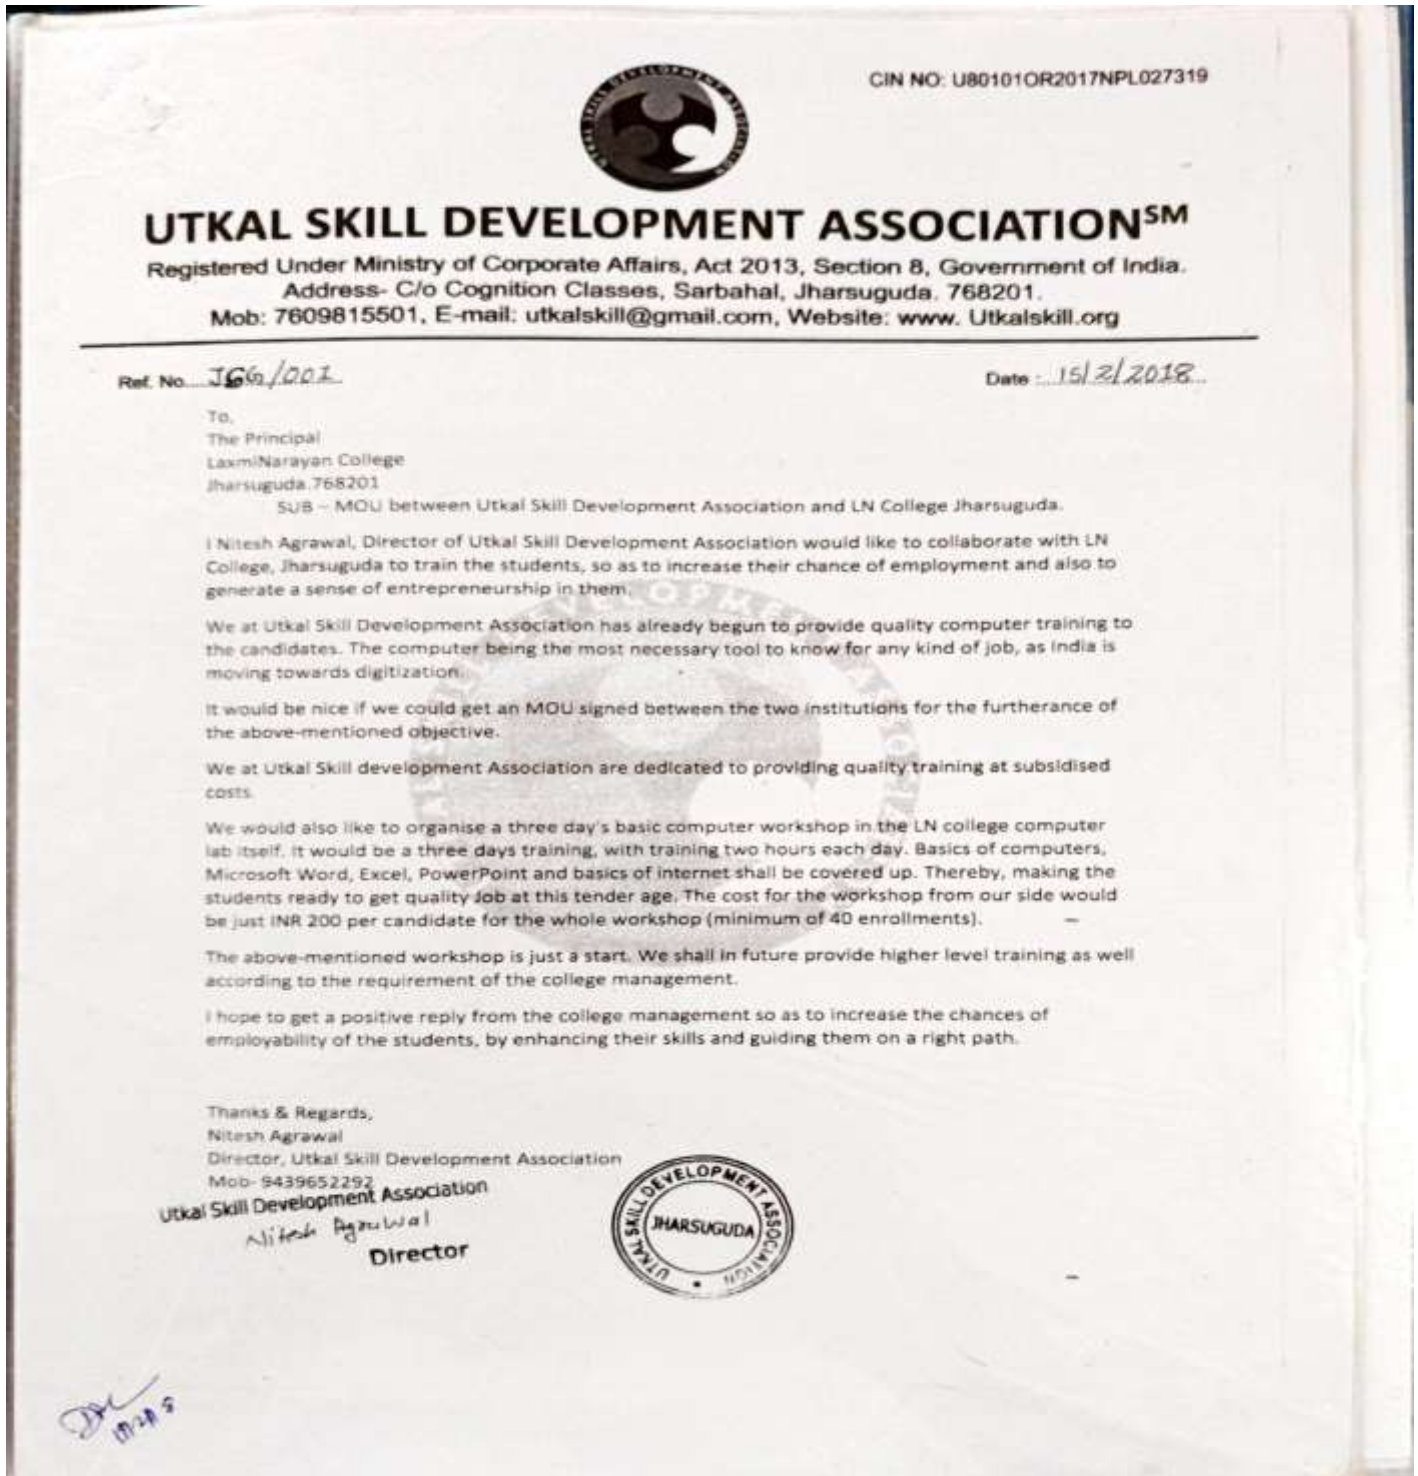 UTKAL SKILL DEVELOPMENT ASSOCIATION
CIN NO: U80101OR2017NPL027319
UTKAL SKILL DEVELOPMENT ASSOCIATIONSM
Registered Under Ministry of Corporate Affairs, Act 2013, Section 8, Government of India.
Address- C/o Cognition Classes, Sarbahal, Jharsuguda. 768201.
Mob: 7609815501, E-mail: utkalskill@gmail.com, Website: www. Utkalskill.org
Ref. No. JGG/001
Date : 15/2/2018
To,
The Principal
LaxmiNarayan College
Jharsuguda.768201
SUB – MOU between Utkal Skill Development Association and LN College Jharsuguda.
I Nitesh Agrawal, Director of Utkal Skill Development Association would like to collaborate with LN
College, Jharsuguda to train the students, so as to increase their chance of employment and also to
generate a sense of entrepreneurship in them.
We at Utkal Skill Development Association has already begun to provide quality computer training to
the candidates. The computer being the most necessary tool to know for any kind of job, as India is
moving towards digitization.
It would be nice if we could get an MOU signed between the two institutions for the furtherance of
the above-mentioned objective.
We at Utkal Skill development Association are dedicated to providing quality training at subsidised
costs.
We would also like to organise a three day's basic computer workshop in the LN college computer
lab itself. It would be a three days training, with training two hours each day. Basics of computers,
Microsoft Word, Excel, PowerPoint and basics of internet shall be covered up. Thereby, making the
students ready to get quality Job at this tender age. The cost for the workshop from our side would
be just INR 200 per candidate for the whole workshop (minimum of 40 enrollments).
The above-mentioned workshop is just a start. We shall in future provide higher level training as well
according to the requirement of the college management.
I hope to get a positive reply from the college management so as to increase the chances of
employability of the students, by enhancing their skills and guiding them on a right path.
Thanks & Regards,
Nitesh Agrawal
Director, Utkal Skill Development Association
Mob- 9439652292
Utkal Skill Development Association
Nitesh Agrawal
Director
UTKAL SKILL DEVELOPMENT ASSOCIATION
JHARSUGUDA